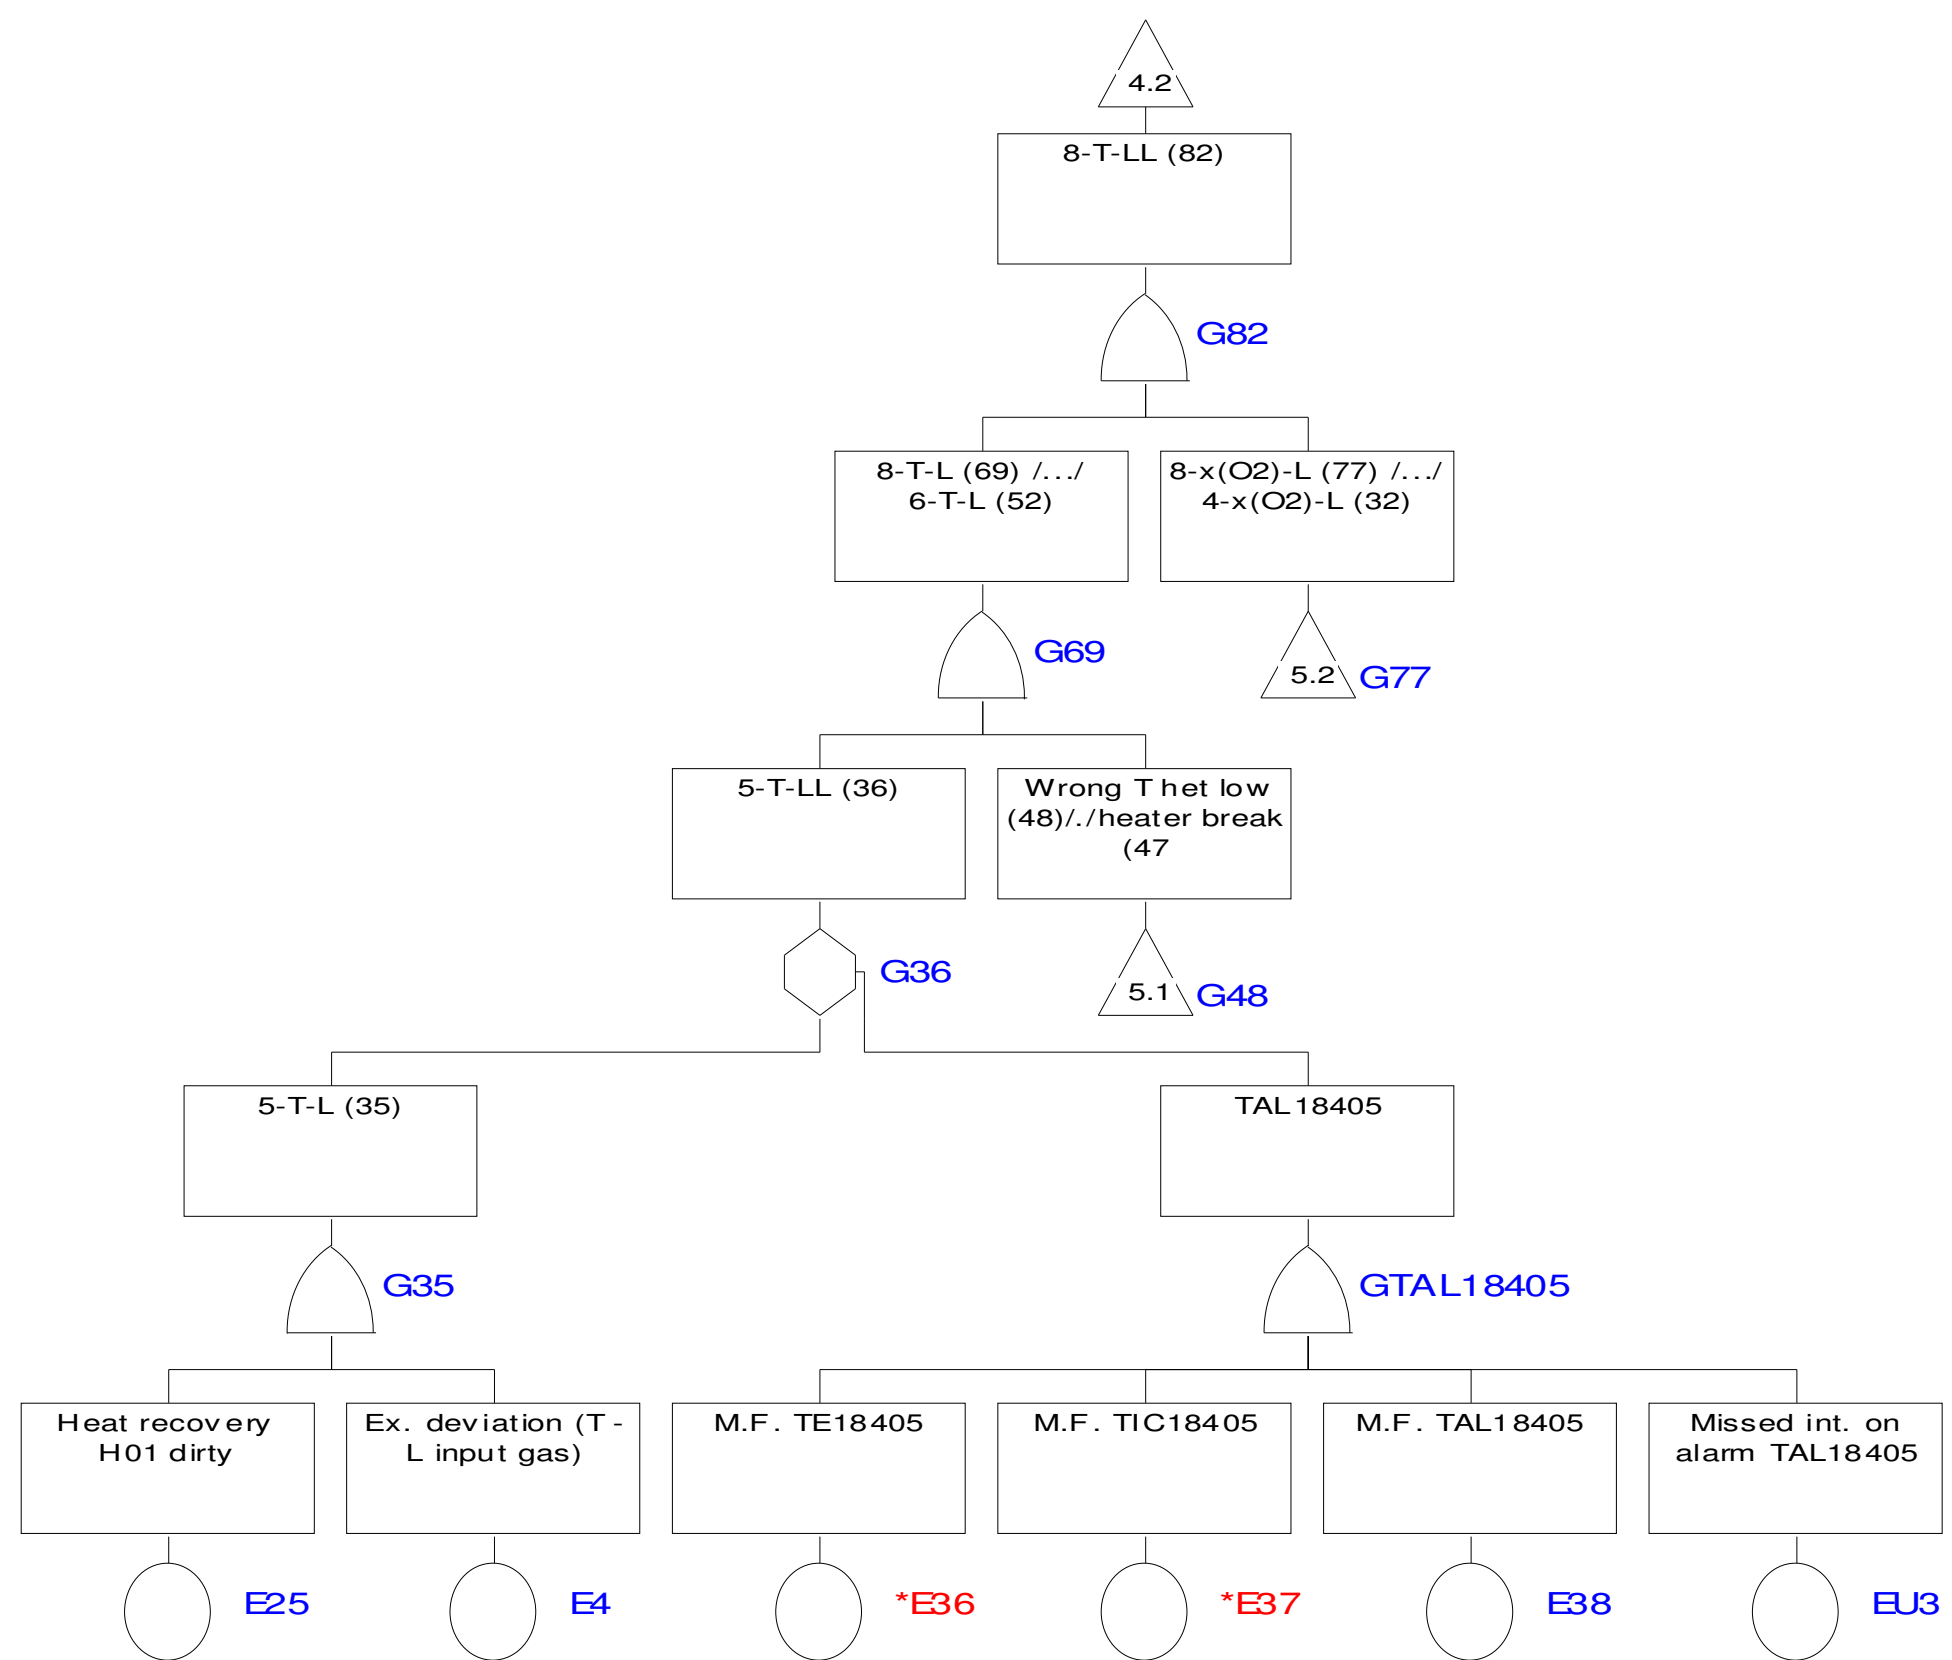 4.2
8-T-LL (82)
G82
8-T-L (69) /.../
6-T-L (52)
8-x(O2)-L (77) /.../
4-x(O2)-L (32)
G69
5.2
G77
5-T-LL (36)
Wrong T het low
(48)/./heater break
(47
G36
5.1
G48
5-T-L (35)
TAL18405
G35
GTAL18405
Heat recovery
H01 dirty
Ex. deviation (T -
L input gas)
M.F. TE18405
M.F. TIC18405
M.F. TAL18405
Missed int. on
alarm TAL18405
E25
E4
*E36
*E37
E38
EU3